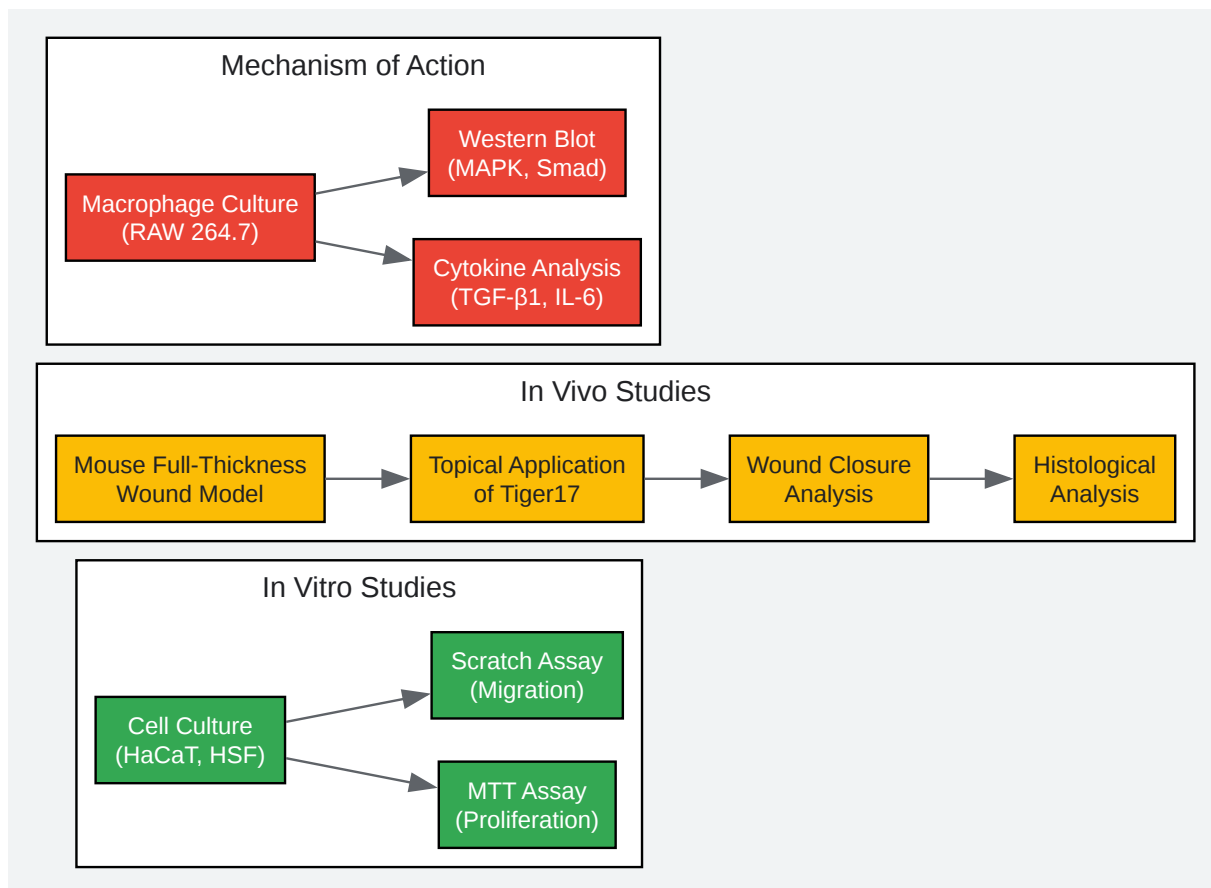 Mechanism of Action
Western Blot
(MAPK, Smad)
Macrophage Culture
(RAW 264.7)
Cytokine Analysis
(TGF-β1, IL-6)
In Vivo Studies
Mouse Full-Thickness
Wound Model
Topical Application
of Tiger17
Wound Closure
Analysis
Histological
Analysis
In Vitro Studies
Scratch Assay
(Migration)
Cell Culture
(HaCaT, HSF)
MTT Assay
(Proliferation)